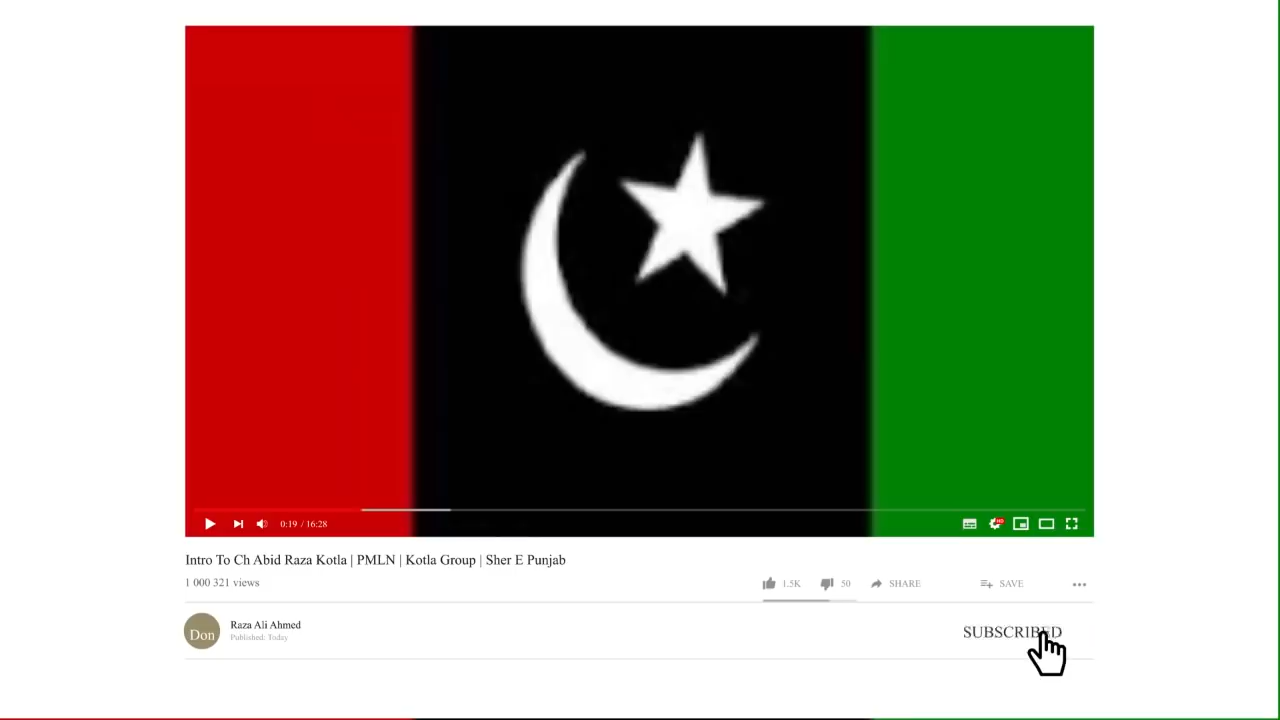 0:19 / 16:28
HD
Intro To Ch Abid Raza Kotla | PMLN | Kotla Group | Sher E Punjab
1 000 321 views
1.5K 50 SHARE SAVE
Don
Raza Ali Ahmed
Published: Today
SUBSCRIBED